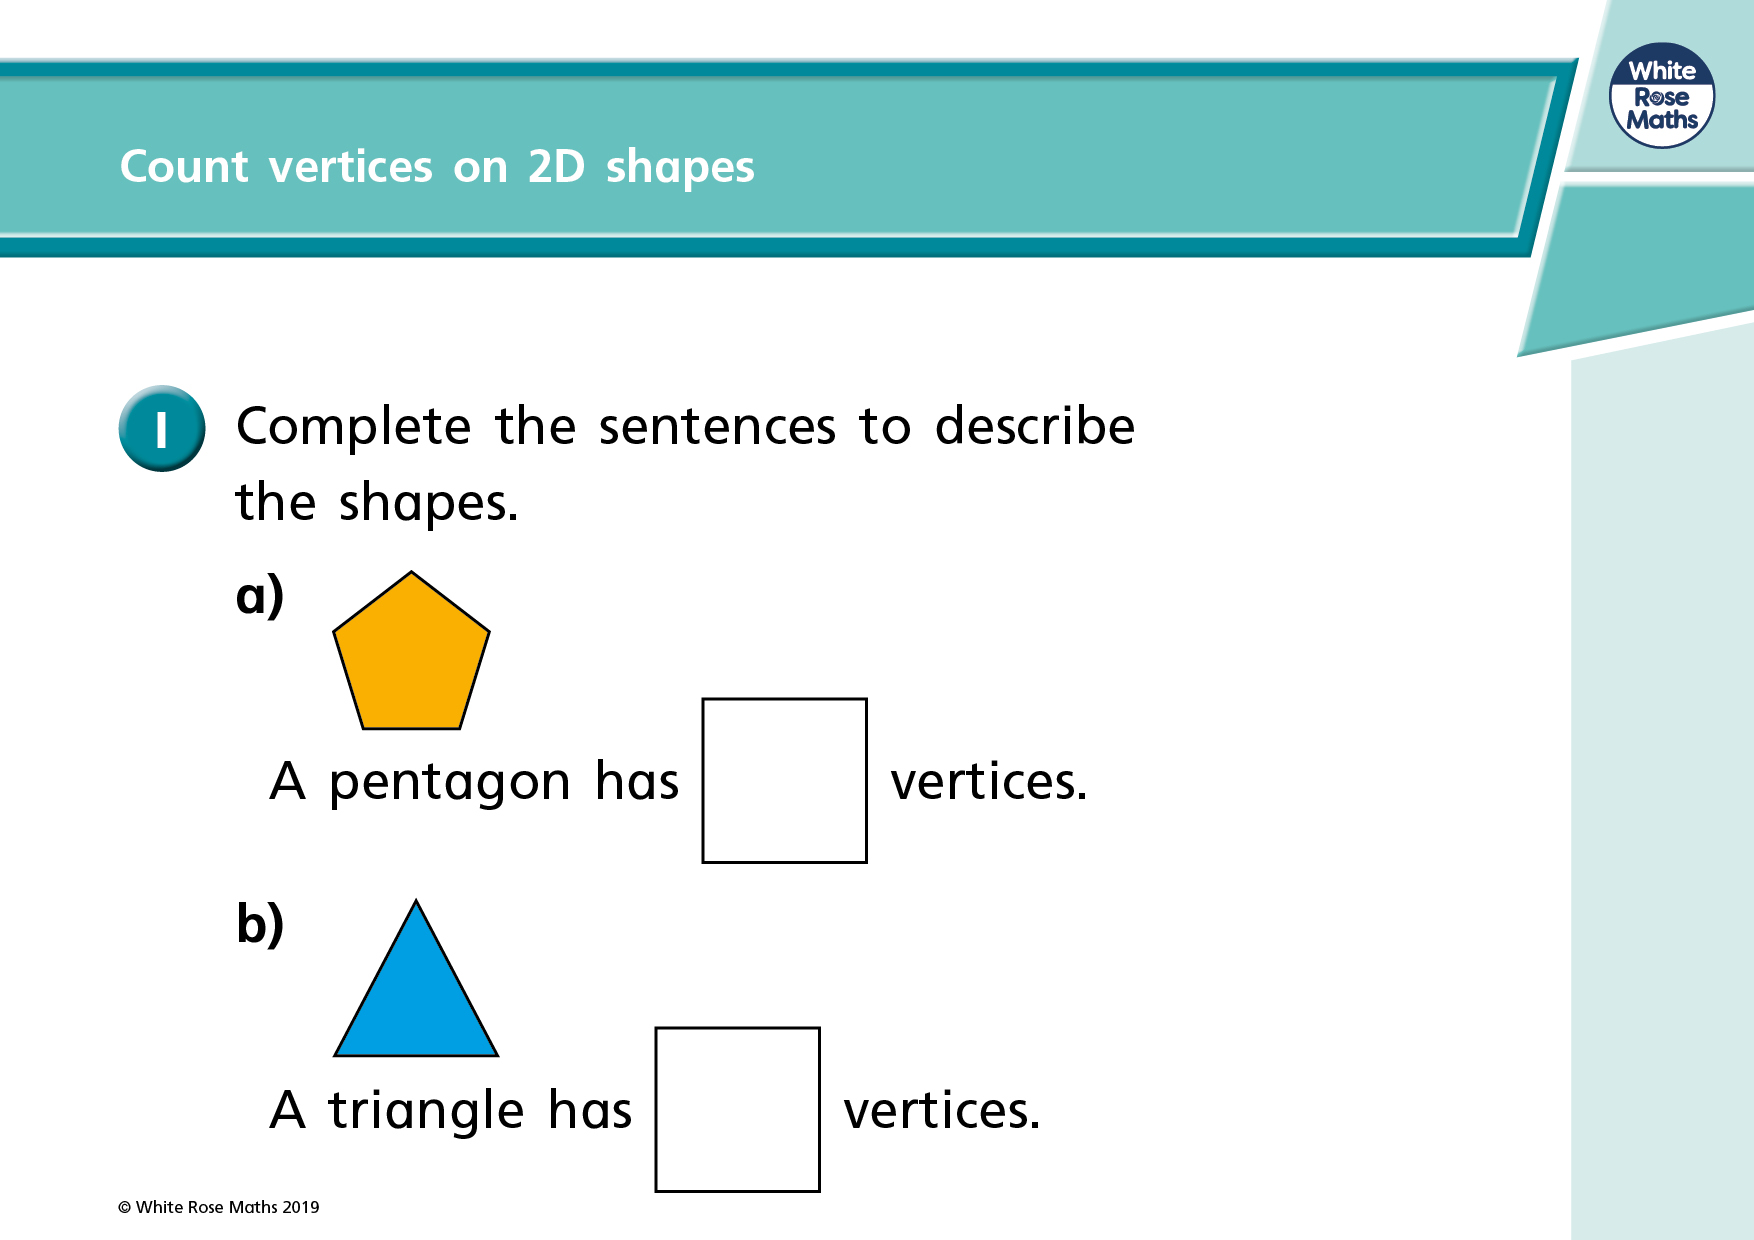 White
Rose
Maths
Count vertices on 2D shapes
1 Complete the sentences to describe
the shapes.
a)
A pentagon has vertices.
b)
A triangle has vertices.
© White Rose Maths 2019